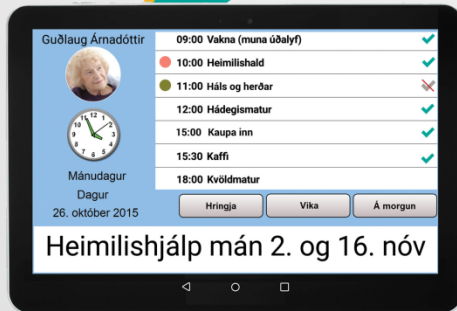 Guðlaug Árnadóttir
Mánudagur
Dagur
26. október 2015
09:00 Vakna (muna úðalyf)
10:00 Heimilishald
11:00 Háls og herðar
12:00 Hádegismatur
15:00 Kaupa inn
15:30 Kaffi
18:00 Kvöldmatur
Hringja Vika Á morgun
Heimilishjálp mán 2. og 16. nóv